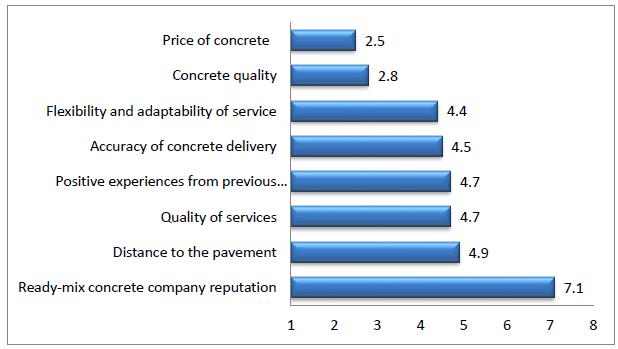 Price of concrete 2.5
Concrete quality 2.8
Flexibility and adaptability of service 4.4
Accuracy of concrete delivery 4.5
Positive experiences from previous... 4.7
Quality of services 4.7
Distance to the pavement 4.9
Ready-mix concrete company reputation 7.1
1 2 3 4 5 6 7 8